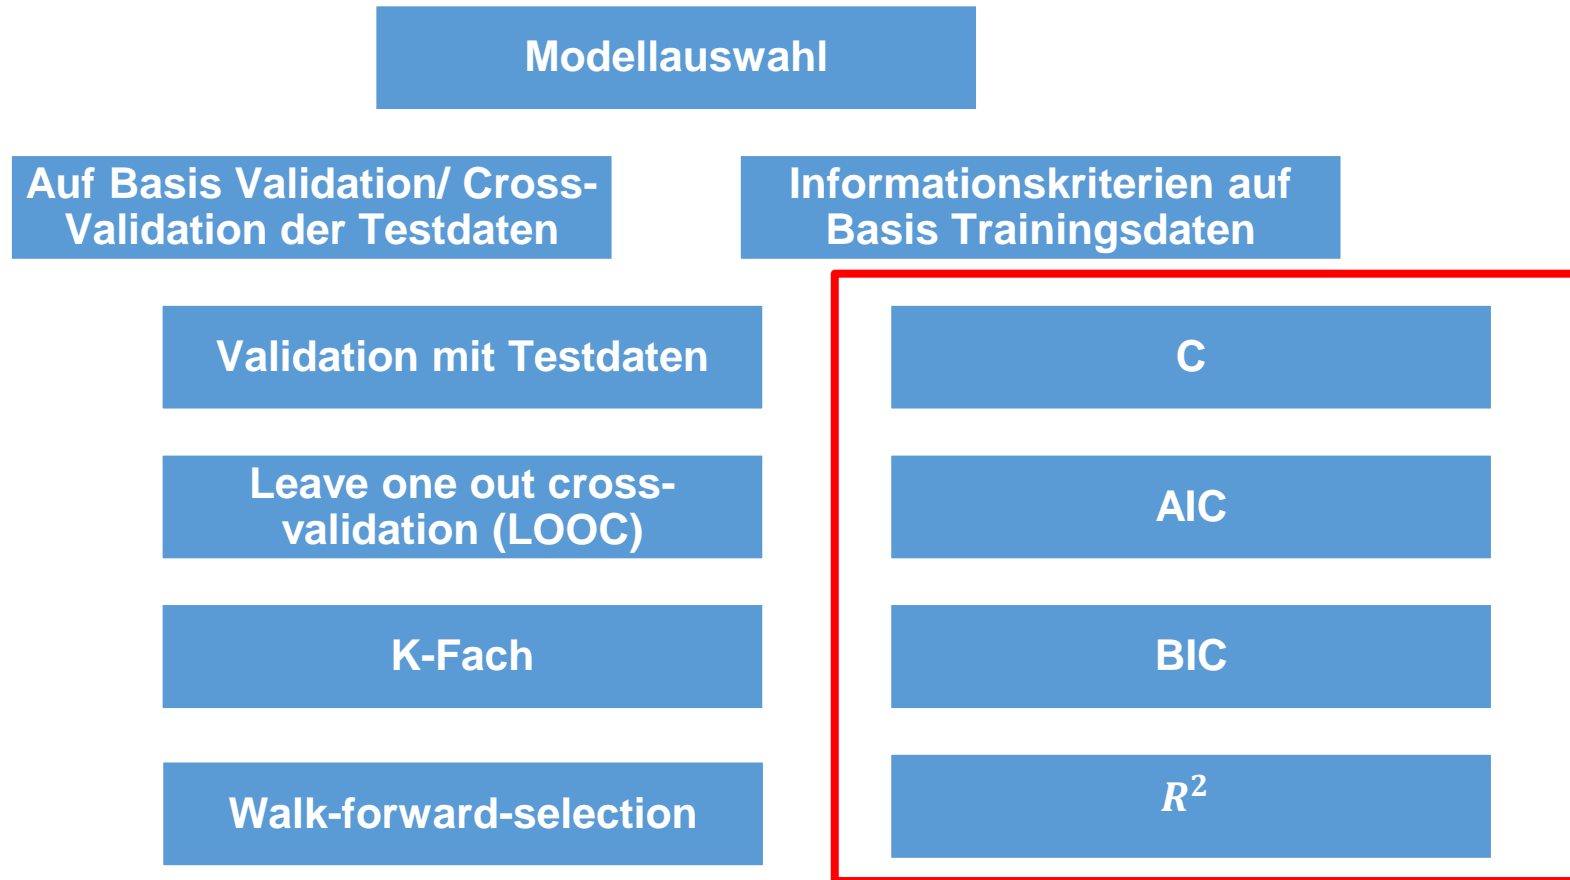 Modellauswahl
Auf Basis Validation/ Cross-
Validation der Testdaten
Informationskriterien auf
Basis Trainingsdaten
Validation mit Testdaten
C
Leave one out cross-
validation (LOOC)
AIC
K-Fach
BIC
Walk-forward-selection
R²